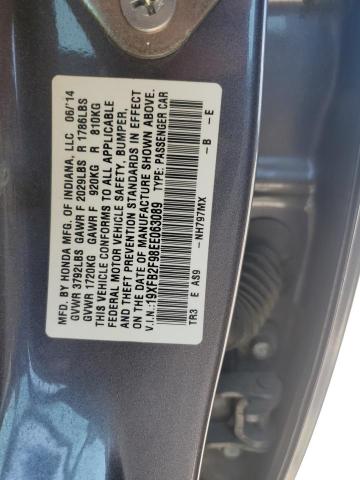 MFD. BY HONDA MFG. OF INDIANA, LLC 06/'14
GVWR 3792LBS GAWR F 2029LBS R 1786LBS
GVWR 1720KG GAWR F 920KG R 810KG
THIS VEHICLE CONFORMS TO ALL APPLICABLE
FEDERAL MOTOR VEHICLE SAFETY, BUMPER,
AND THEFT PREVENTION STANDARDS IN EFFECT
ON THE DATE OF MANUFACTURE SHOWN ABOVE.
V.I.N.: 19XFB2F98EE063089 TYPE: PASSENGER CAR
TR3 E AS9 -NH797MX -B -E